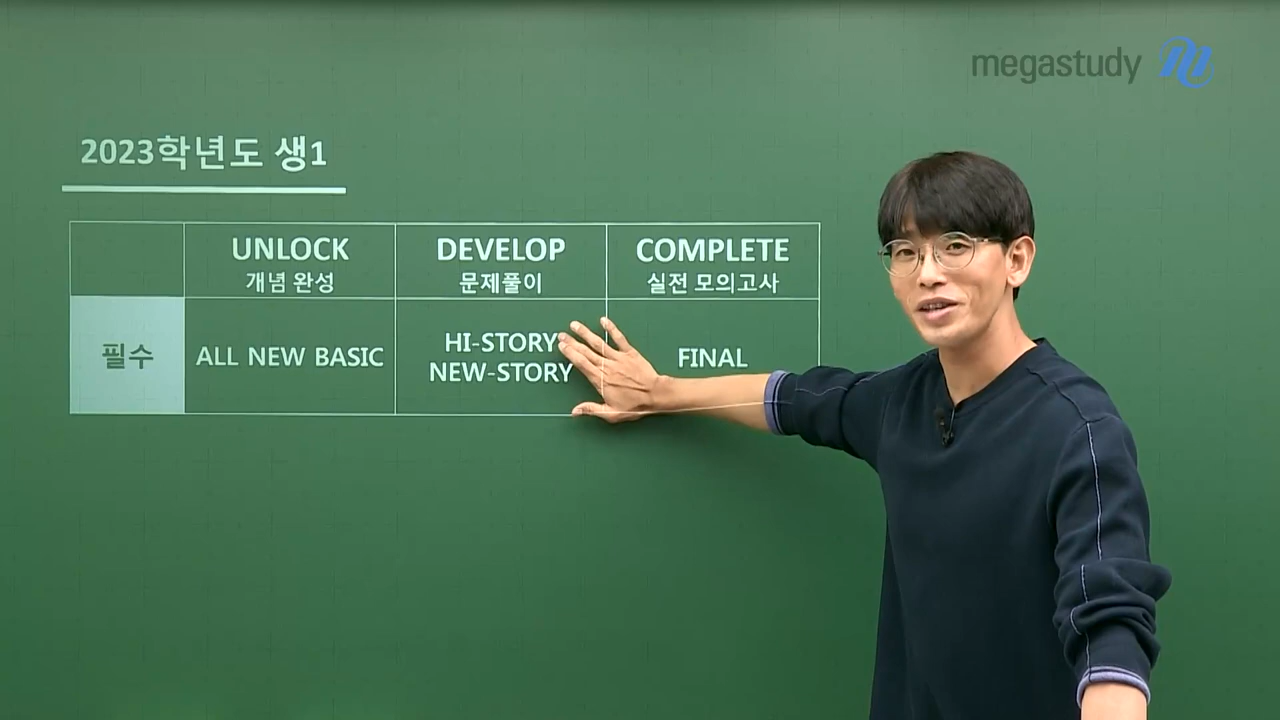 megastudy
2023학년도 생1
UNLOCK
개념 완성
DEVELOP
문제풀이
COMPLETE
실전 모의고사
필수
ALL NEW BASIC
HI-STORY
NEW-STORY
FINAL